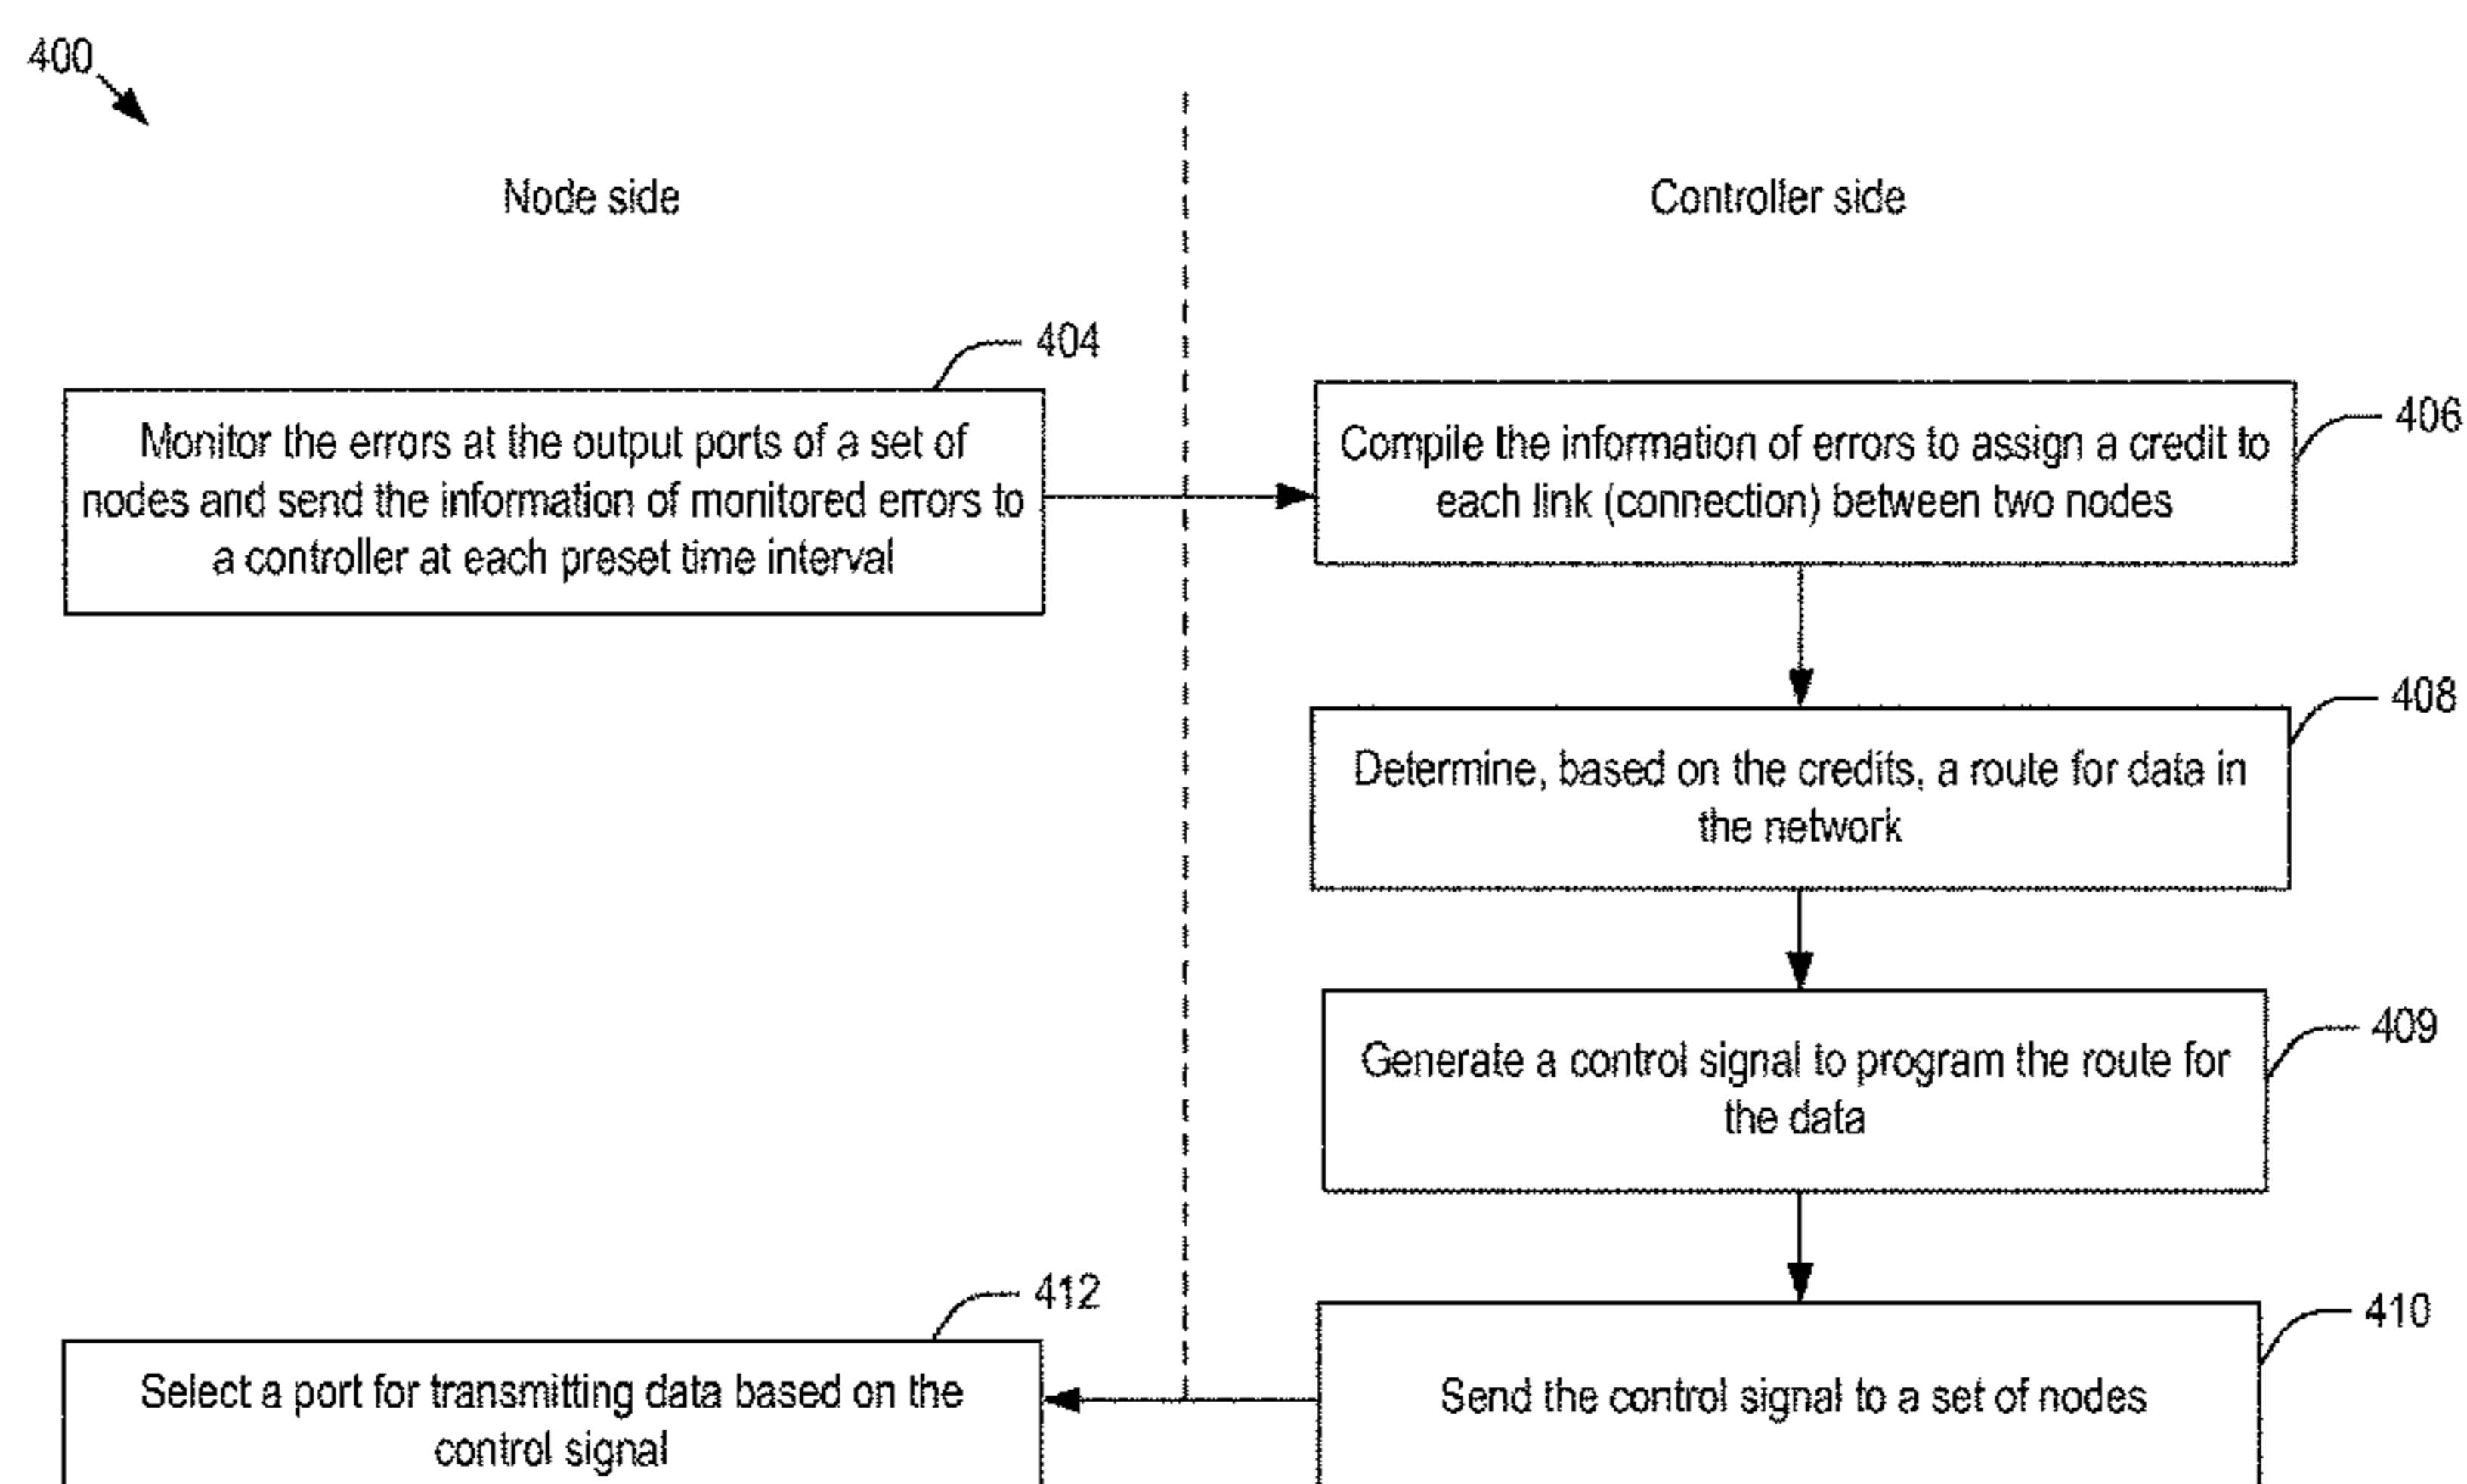 400
Node side
Controller side
404
Monitor the errors at the output ports of a set of
nodes and send the information of monitored errors to
a controller at each preset time interval
406
Compile the information of errors to assign a credit to
each link (connection) between two nodes
408
Determine, based on the credits, a route for data in
the network
409
Generate a control signal to program the route for
the data
410
Send the control signal to a set of nodes
412
Select a port for transmitting data based on the
control signal